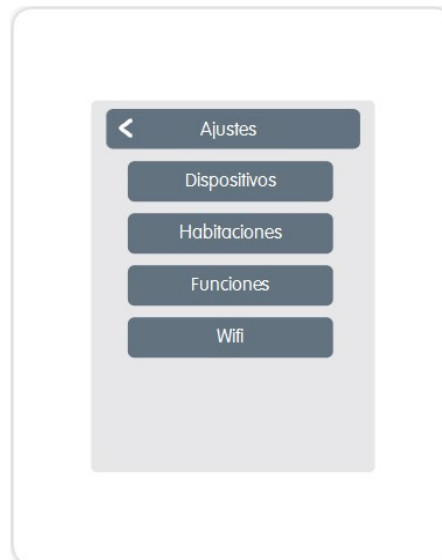 Ajustes
Dispositivos
Habitaciones
Funciones
Wifi